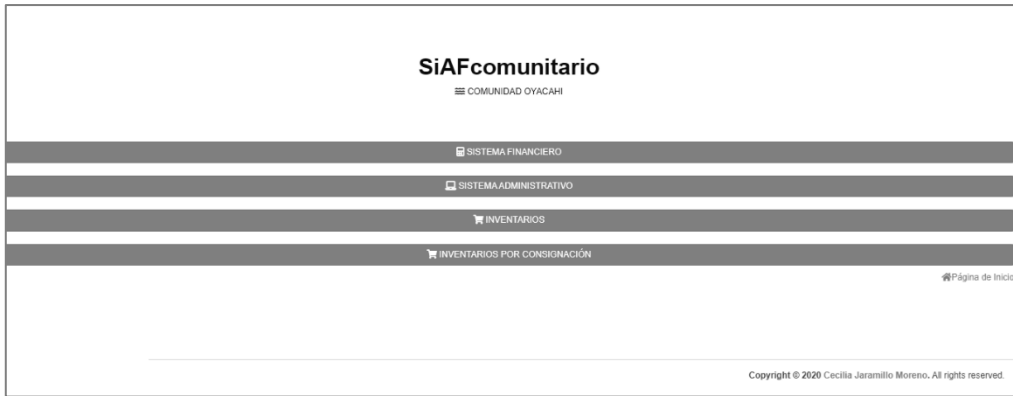 SiAFcomunitario
COMUNIDAD OYACAHI
SISTEMA FINANCIERO
SISTEMA ADMINISTRATIVO
INVENTARIOS
INVENTARIOS POR CONSIGNACIÓN
Página de Inicio
Copyright © 2020 Cecilia Jaramillo Moreno. All rights reserved.